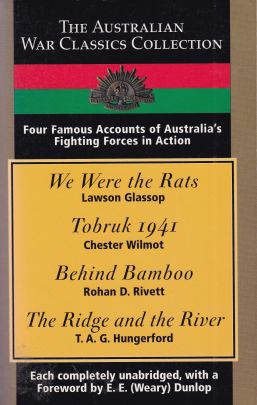 THE AUSTRALIAN
WAR CLASSICS COLLECTION
Four Famous Accounts of Australia's
Fighting Forces in Action
We Were the Rats
Lawson Glassop
Tobruk 1941
Chester Wilmot
Behind Bamboo
Rohan D. Rivett
The Ridge and the River
T. A. G. Hungerford
Each completely unabridged, with a
Foreword by E. E. (Weary) Dunlop